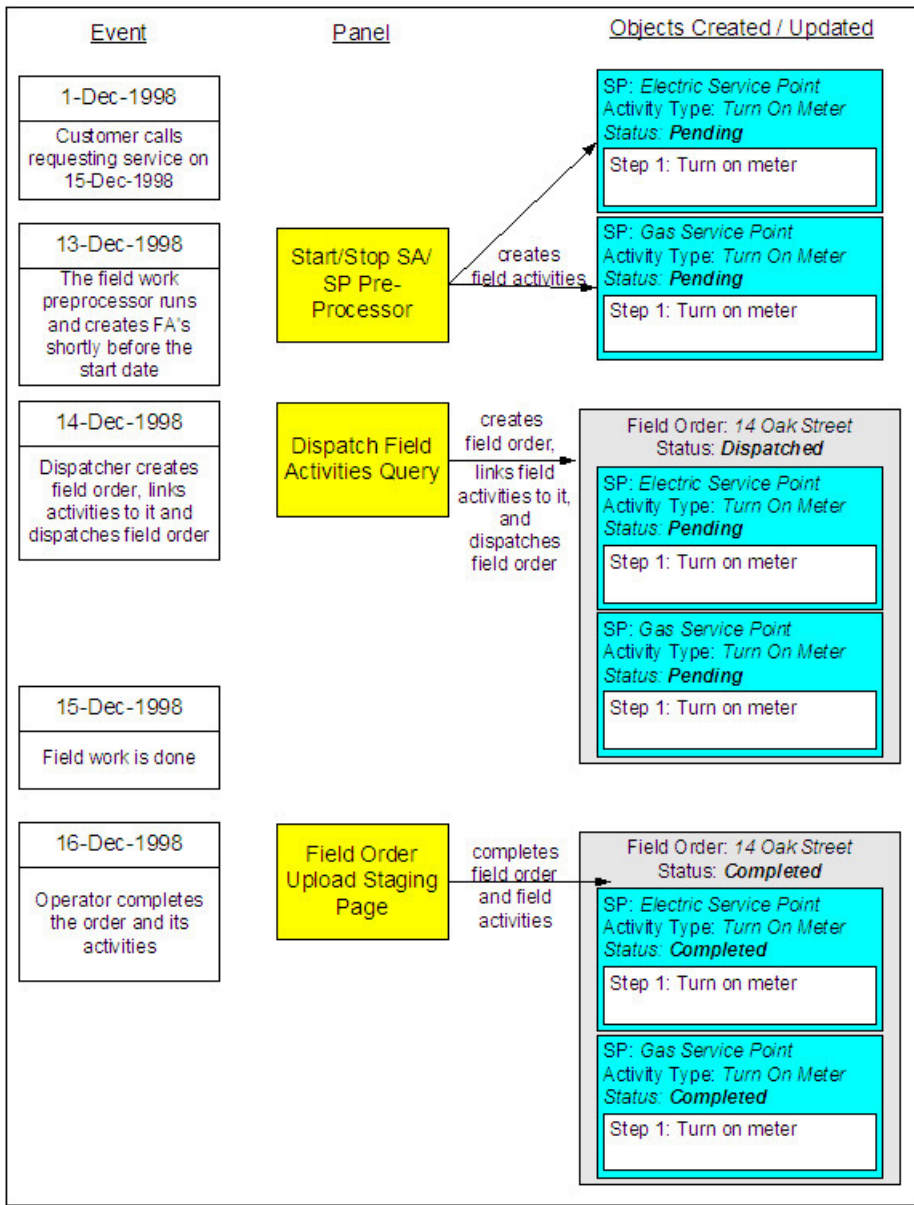 Event
Panel
Objects Created / Updated
1-Dec-1998
Customer calls
requesting service on
15-Dec-1998
SP: Electric Service Point
Activity Type: Turn On Meter
Status: Pending
Step 1: Turn on meter
13-Dec-1998
The field work
preprocessor runs
and creates FA's
shortly before the
start date
Start/Stop SA/
SP Pre-
Processor
creates
field activities
SP: Gas Service Point
Activity Type: Turn On Meter
Status: Pending
Step 1: Turn on meter
14-Dec-1998
Dispatcher creates
field order, links
activities to it and
dispatches field order
Dispatch Field
Activities Query
creates
field order,
links field
activities to it,
and
dispatches
field order
Field Order: 14 Oak Street
Status: Dispatched
SP: Electric Service Point
Activity Type: Turn On Meter
Status: Pending
Step 1: Turn on meter
SP: Gas Service Point
Activity Type: Turn On Meter
Status: Pending
Step 1: Turn on meter
15-Dec-1998
Field work is done
16-Dec-1998
Operator completes
the order and its
activities
Field Order
Upload Staging
Page
completes
field order
and field
activities
Field Order: 14 Oak Street
Status: Completed
SP: Electric Service Point
Activity Type: Turn On Meter
Status: Completed
Step 1: Turn on meter
SP: Gas Service Point
Activity Type: Turn On Meter
Status: Completed
Step 1: Turn on meter